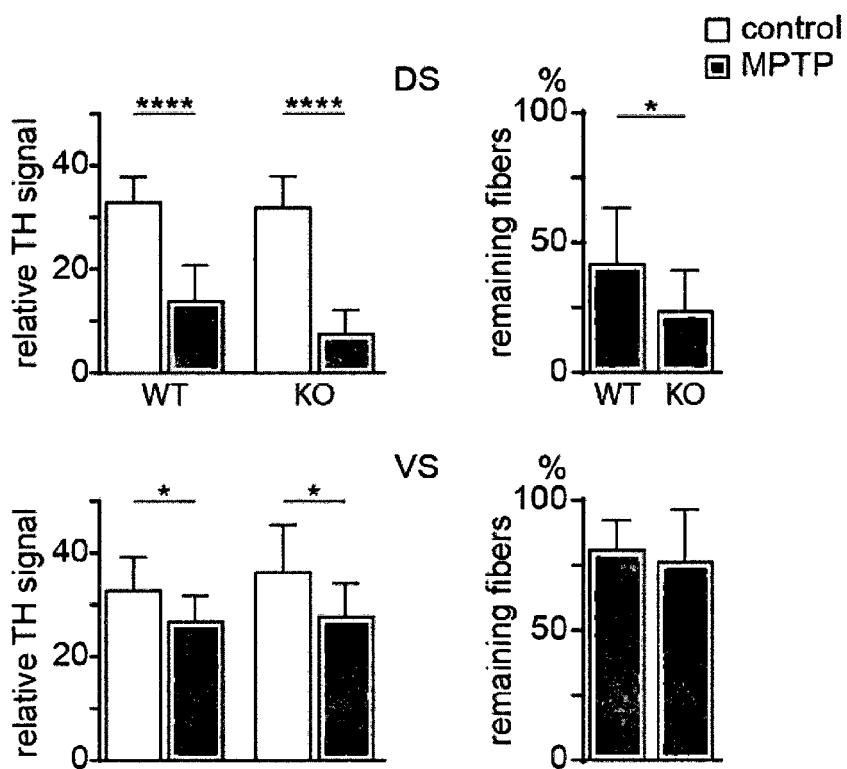 control
MPTP
DS
relative TH signal
40
20
0
****
****
WT
KO
%
remaining fibers
100
50
0
*
WT
KO
VS
relative TH signal
40
20
0
*
*
%
remaining fibers
100
50
0